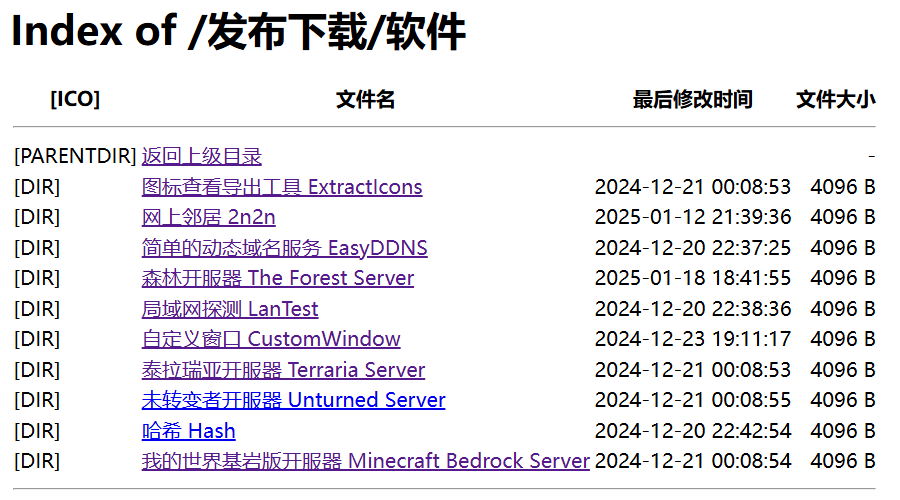 Index of /发布下载/软件
[ICO] 文件名 最后修改时间 文件大小
[PARENTDIR] 返回上级目录 -
[DIR] 图标查看导出工具 ExtractIcons 2024-12-21 00:08:53 4096 B
[DIR] 网上邻居 2n2n 2025-01-12 21:39:36 4096 B
[DIR] 简单的动态域名服务 EasyDDNS 2024-12-20 22:37:25 4096 B
[DIR] 森林开服器 The Forest Server 2025-01-18 18:41:55 4096 B
[DIR] 局域网探测 LanTest 2024-12-20 22:38:36 4096 B
[DIR] 自定义窗口 CustomWindow 2024-12-23 19:11:17 4096 B
[DIR] 泰拉瑞亚开服器 Terraria Server 2024-12-21 00:08:53 4096 B
[DIR] 未转变者开服器 Unturned Server 2024-12-21 00:08:55 4096 B
[DIR] 哈希 Hash 2024-12-20 22:42:54 4096 B
[DIR] 我的世界基岩版开服器 Minecraft Bedrock Server 2024-12-21 00:08:54 4096 B